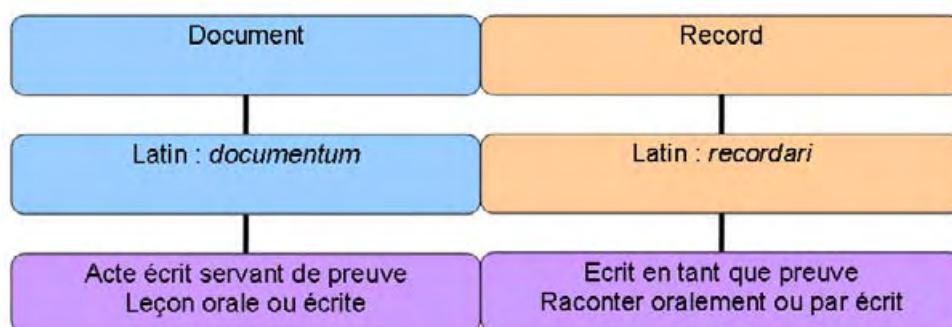 Document
Record
Latin : documentum
Latin : recordari
Acte écrit servant de preuve
Leçon orale ou écrite
Ecrit en tant que preuve
Raconter oralement ou par écrit